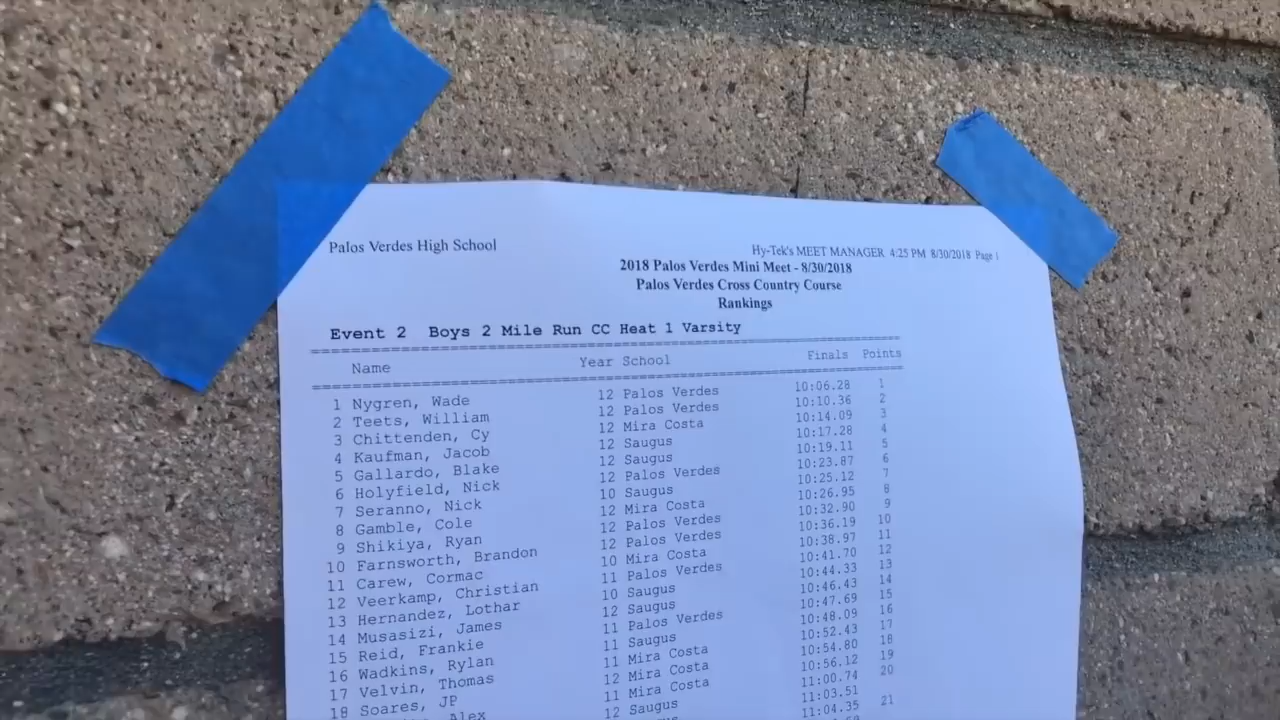 Palos Verdes High School
Hy-Tek's MEET MANAGER 4:25 PM 8/30/2018 Page 1
2018 Palos Verdes Mini Meet - 8/30/2018
Palos Verdes Cross Country Course
Rankings
Event 2 Boys 2 Mile Run CC Heat 1 Varsity
Name Year School Finals Points
1 Nygren, Wade 12 Palos Verdes 10:06.28 1
2 Teets, William 12 Palos Verdes 10:10.36 2
3 Chittenden, Cy 12 Mira Costa 10:14.09 3
4 Kaufman, Jacob 12 Saugus 10:17.28 4
5 Gallardo, Blake 12 Saugus 10:19.11 5
6 Holyfield, Nick 12 Palos Verdes 10:23.87 6
7 Seranno, Nick 10 Saugus 10:25.12 7
8 Gamble, Cole 12 Mira Costa 10:26.95 8
9 Shikiya, Ryan 12 Palos Verdes 10:32.90 9
10 Farnsworth, Brandon 12 Palos Verdes 10:36.19 10
11 Carew, Cormac 10 Mira Costa 10:38.97 11
12 Veerkamp, Christian 11 Palos Verdes 10:41.70 12
13 Hernandez, Lothar 10 Saugus 10:44.33 13
14 Musasizi, James 12 Saugus 10:46.43 14
15 Reid, Frankie 11 Palos Verdes 10:47.69 15
16 Wadkins, Rylan 11 Saugus 10:48.09 16
17 Velvin, Thomas 11 Mira Costa 10:52.43 17
18 Soares, JP 12 Mira Costa 10:54.80 18
Alex 11 Mira Costa 10:56.12 19
12 Saugus 11:00.74 20
11:03.51
11:04.35 21